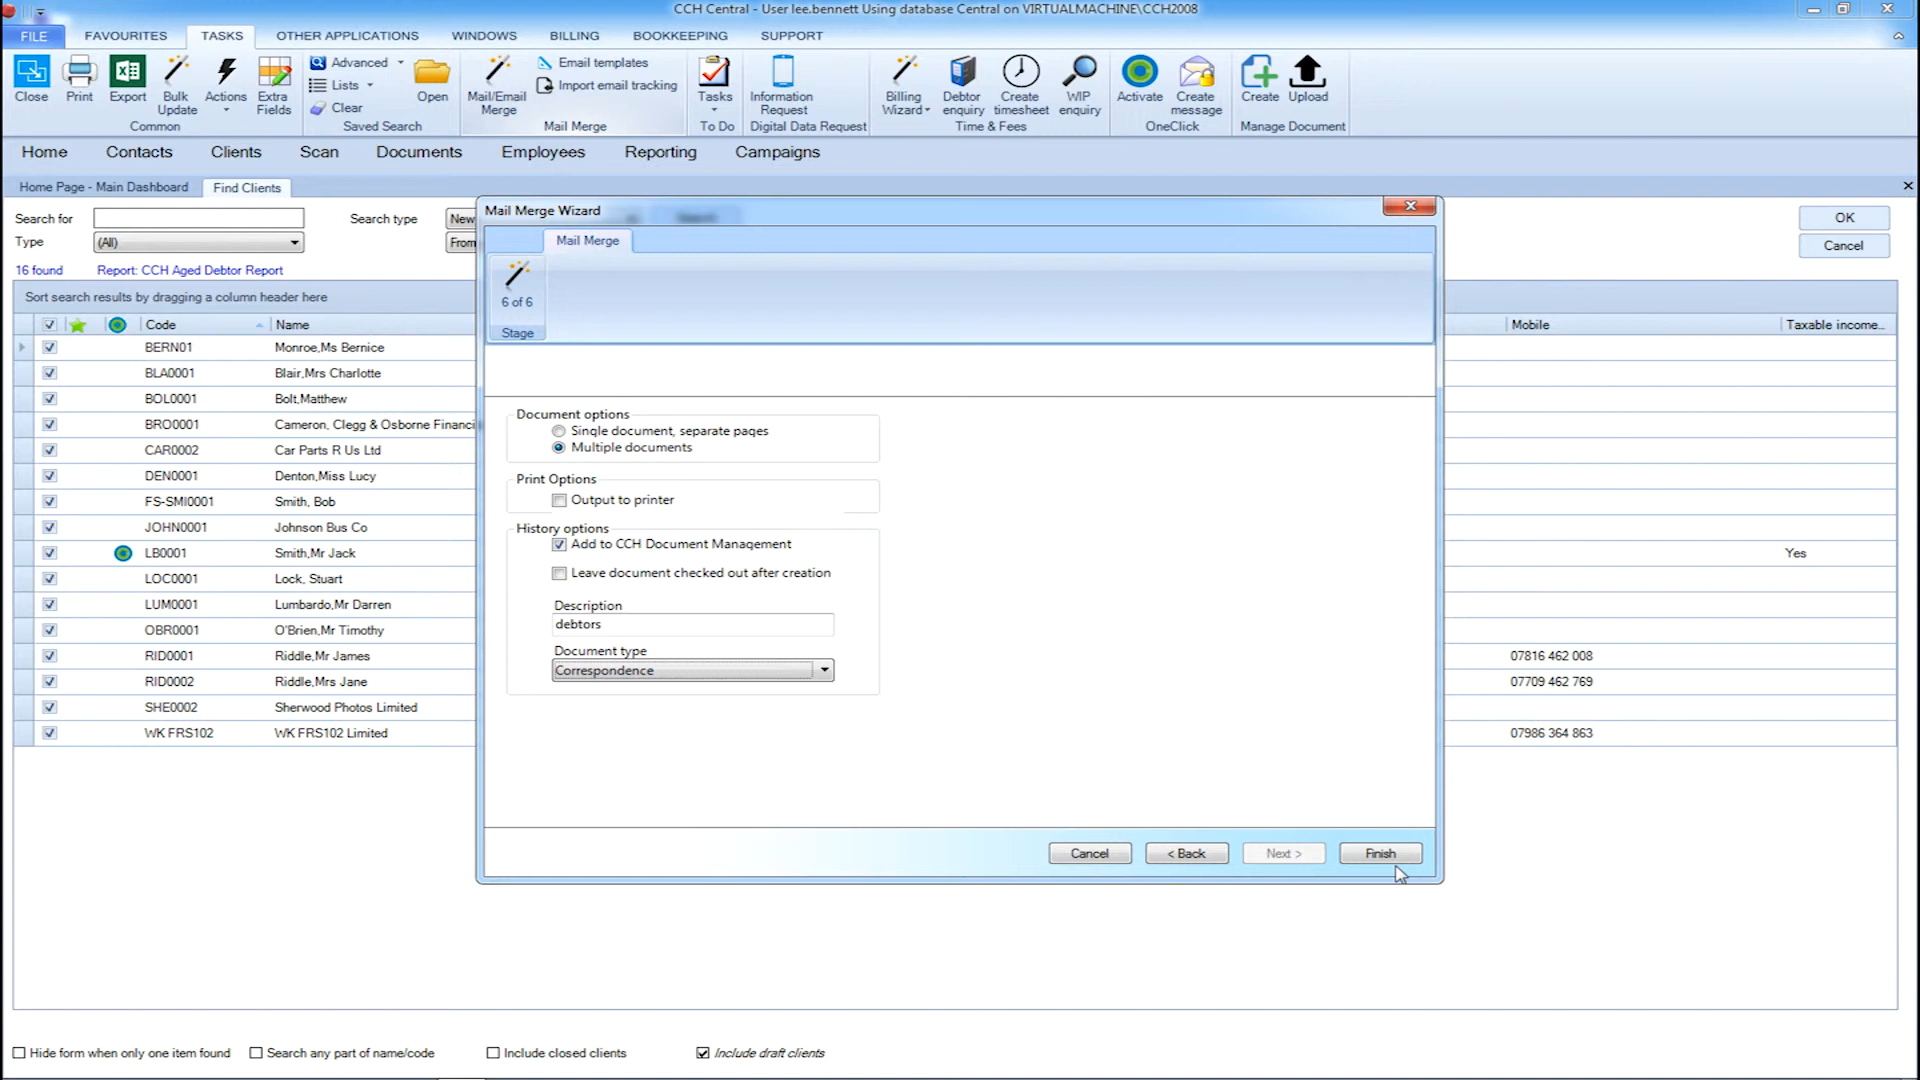 CCH Central - User lee.bennett Using database Central on VIRTUALMACHINE\CCH2008
FILE FAVOURITES TASKS OTHER APPLICATIONS WINDOWS BILLING BOOKKEEPING SUPPORT
Close Print Export Bulk Update Actions Extra Fields
Common
Advanced
Lists
Clear
Open
Saved Search
Mail/Email Merge
Email templates
Import email tracking
Mail Merge
Tasks
To Do
Information Request
Digital Data Request
Billing Wizard Debtor enquiry Create timesheet WIP enquiry
Time & Fees
Activate Create message
OneClick
Create Upload
Manage Document
Home Contacts Clients Scan Documents Employees Reporting Campaigns
Home Page - Main Dashboard Find Clients
Search for Search type New
Type (All) From
OK
Cancel
16 found Report: CCH Aged Debtor Report
Sort search results by dragging a column header here
Code Name Mobile Taxable income...
BERN01 Monroe,Ms Bernice
BLA0001 Blair,Mrs Charlotte
BOL0001 Bolt,Matthew
BRO0001 Cameron, Clegg & Osborne Financi
CAR0002 Car Parts R Us Ltd
DEN0001 Denton,Miss Lucy
FS-SMI0001 Smith, Bob
JOHN0001 Johnson Bus Co
LB0001 Smith,Mr Jack Yes
LOC0001 Lock, Stuart
LUM0001 Lumbardo,Mr Darren
OBR0001 O'Brien,Mr Timothy
RID0001 Riddle,Mr James 07816 462 008
RID0002 Riddle,Mrs Jane 07709 462 769
SHE0002 Sherwood Photos Limited
WK FRS102 WK FRS102 Limited 07986 364 863
Mail Merge Wizard
Mail Merge
6 of 6
Stage
Document options
Single document, separate pages
Multiple documents
Print Options
Output to printer
History options
Add to CCH Document Management
Leave document checked out after creation
Description
debtors
Document type
Correspondence
Cancel < Back Next > Finish
Hide form when only one item found Search any part of name/code Include closed clients Include draft clients